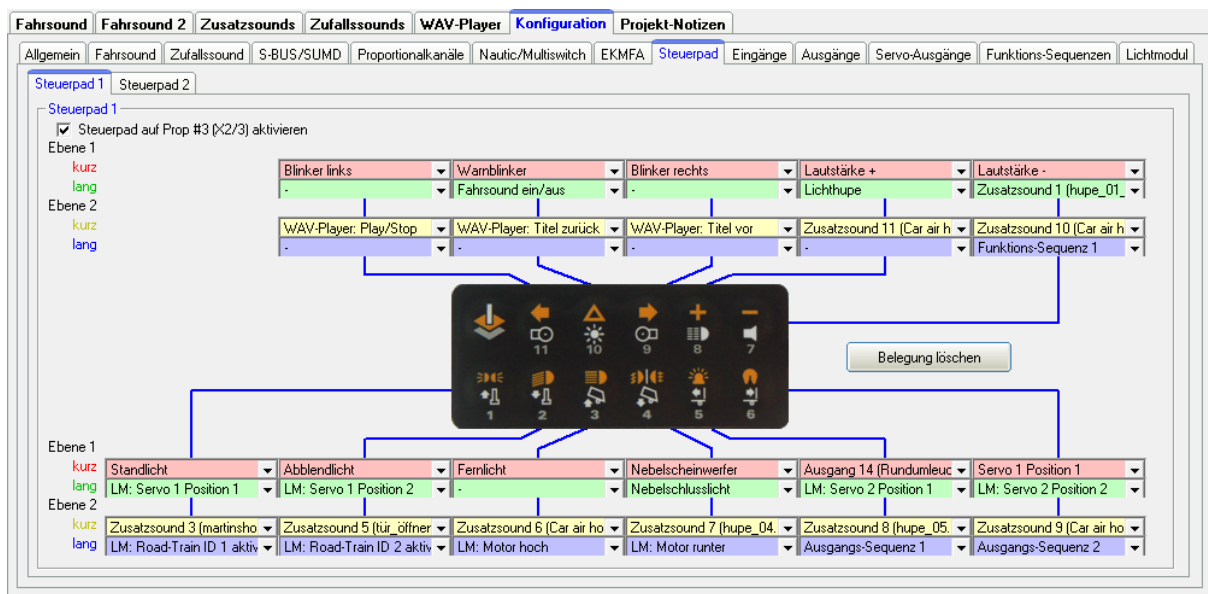 Fahrsound Fahrsound 2 Zusatzsounds Zufallssounds WAV-Player Konfiguration Projekt-Notizen
Allgemein Fahrsound Zufallssound S-BUS/SUMD Proportionalkanäle Nautic/Multiswitch EKMFA Steuerpad Eingänge Ausgänge Servo-Ausgänge Funktions-Sequenzen Lichtmodul
Steuerpad 1 Steuerpad 2
Steuerpad 1
Steuerpad auf Prop #3 (X2/3) aktivieren
Ebene 1
kurz Blinker links Warnblinker Blinker rechts Lautstärke + Lautstärke -
lang - Fahrsound ein/aus - Lichthupe Zusatzsound 1 (hupe_01_
Ebene 2
kurz WAV-Player: Play/Stop WAV-Player: Titel zurück WAV-Player: Titel vor Zusatzsound 11 (Car air h Zusatzsound 10 (Car air h
lang - - - - Funktions-Sequenz 1
11 10 9 8 7
Belegung löschen
1 2 3 4 5 6
Ebene 1
kurz Standlicht Abblendlicht Fernlicht Nebelscheinwerfer Ausgang 14 (Rundumleuc Servo 1 Position 1
lang LM: Servo 1 Position 1 LM: Servo 1 Position 2 - Nebelschlusslicht LM: Servo 2 Position 1 LM: Servo 2 Position 2
Ebene 2
kurz Zusatzsound 3 (martinsho Zusatzsound 5 (tür_öffner Zusatzsound 6 (Car air ho Zusatzsound 7 (hupe_04. Zusatzsound 8 (hupe_05. Zusatzsound 9 (Car air ho
lang LM: Road-Train ID 1 aktiv LM: Road-Train ID 2 aktiv LM: Motor hoch LM: Motor runter Ausgangs-Sequenz 1 Ausgangs-Sequenz 2